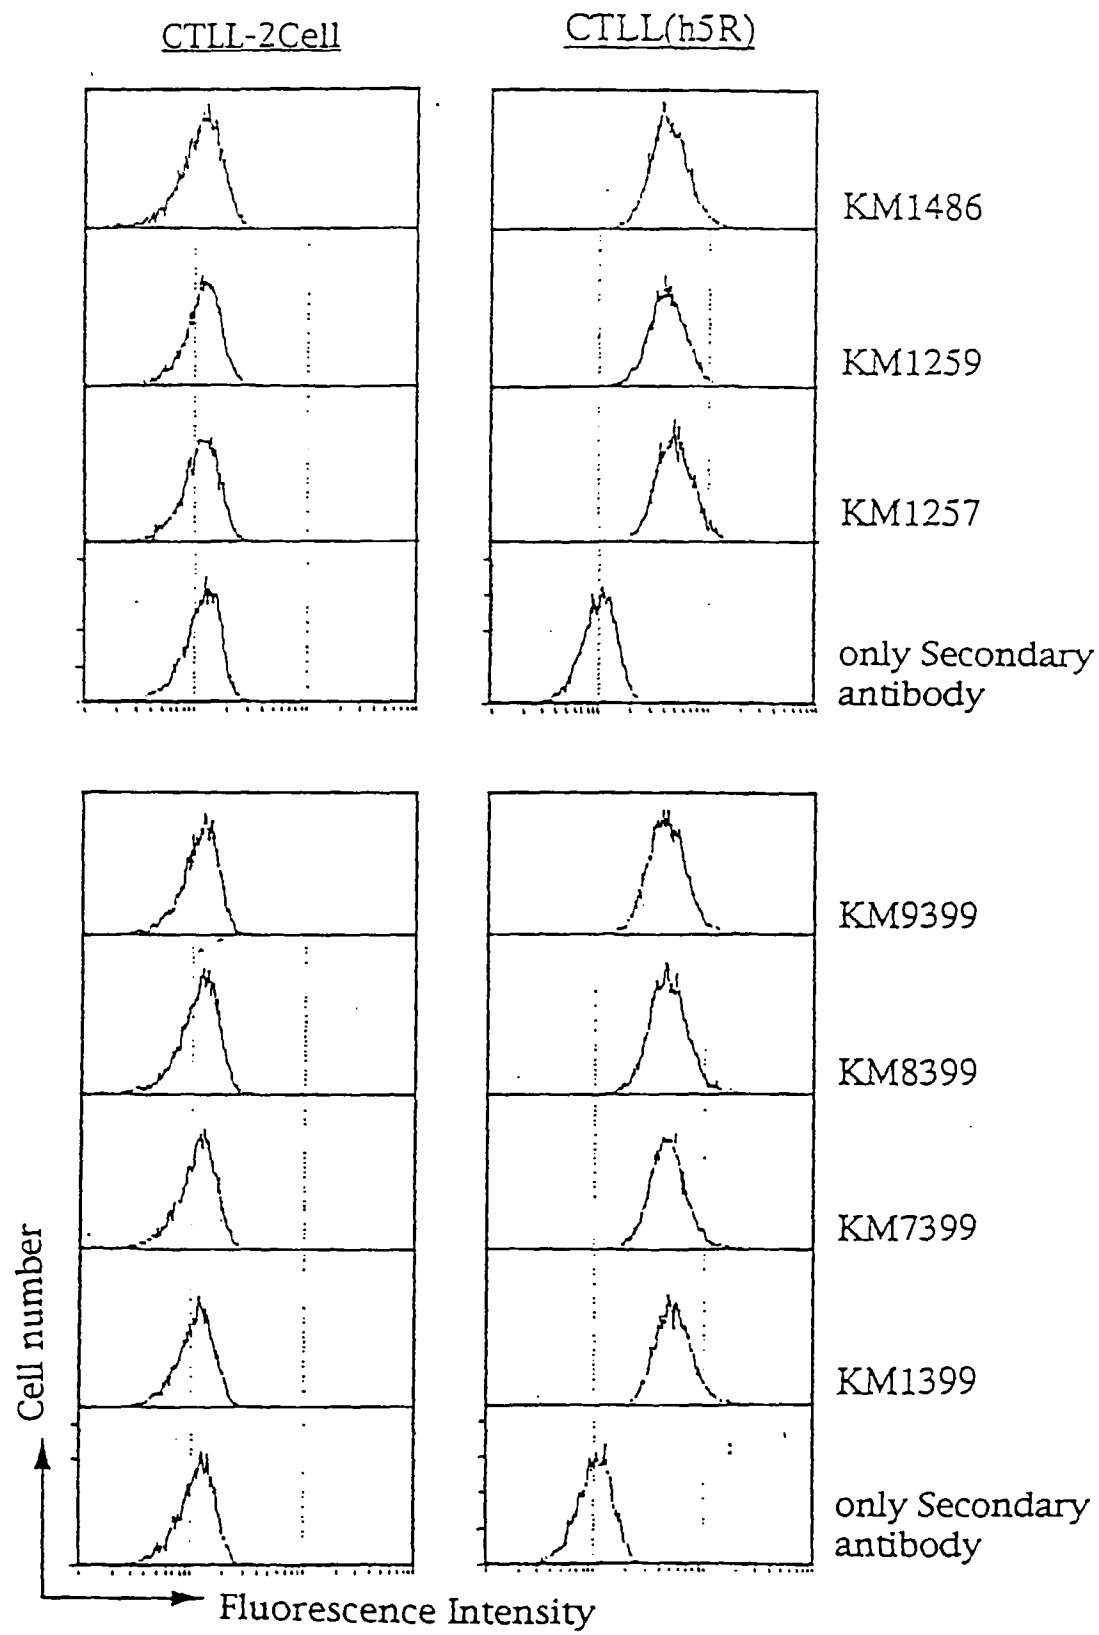 CTLL-2Cell
CTLL(h5R)
KM1486
KM1259
KM1257
only Secondary
antibody
KM9399
KM8399
KM7399
KM1399
only Secondary
antibody
Cell number
Fluorescence Intensity